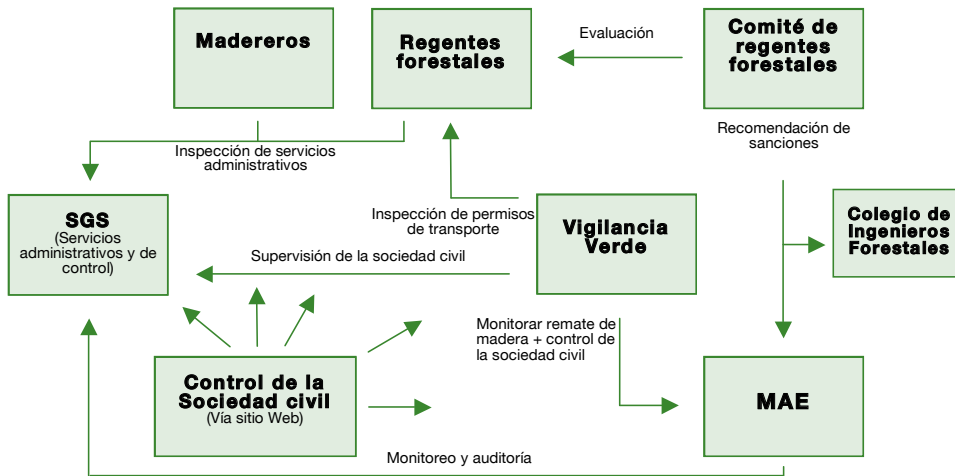 Madereros
Regentes
forestales
Evaluación
Comité de
regentes
forestales
Recomendación de
sanciones
Inspección de servicios
administrativos
SGS
(Servicios
administrativos y de
control)
Inspección de permisos
de transporte
Vigilancia
Verde
Colegio de
Ingenieros
Forestales
Supervisión de la sociedad civil
Monitorar remate de
madera + control de
la sociedad civil
Control de la
Sociedad civil
(Vía sitio Web)
MAE
Monitoreo y auditoría